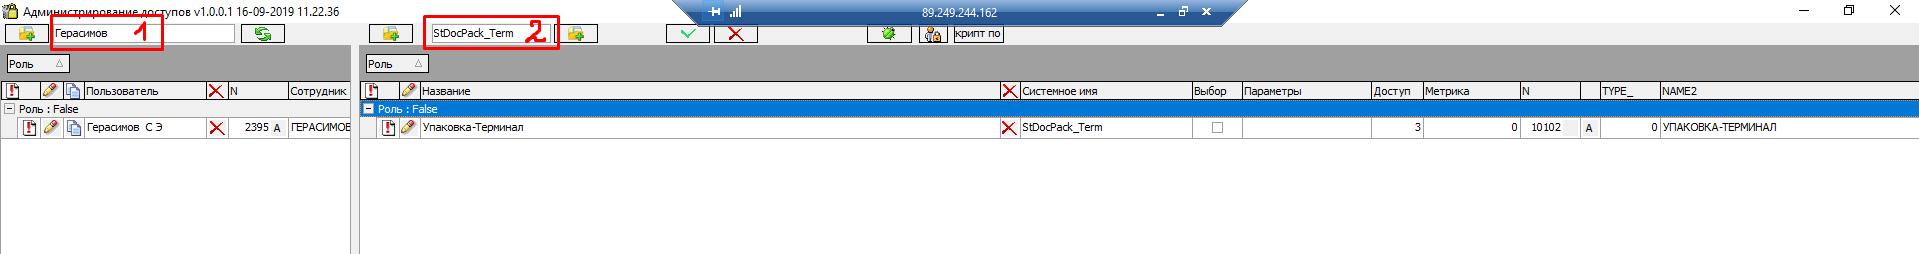 Администрирование доступов v1.0.0.1 16-09-2019 11.22.36
89.249.244.162
Герасимов 1
StDocPack_Term 2
крипт по
Роль
Роль
Пользователь N Сотрудник
Название Системное имя Выбор Параметры Доступ Метрика N TYPE_ NAME2
Роль : False
Роль : False
Герасимов С Э 2395 A ГЕРАСИМОВ
Упаковка-Терминал StDocPack_Term 3 0 10102 A 0 УПАКОВКА-ТЕРМИНАЛ